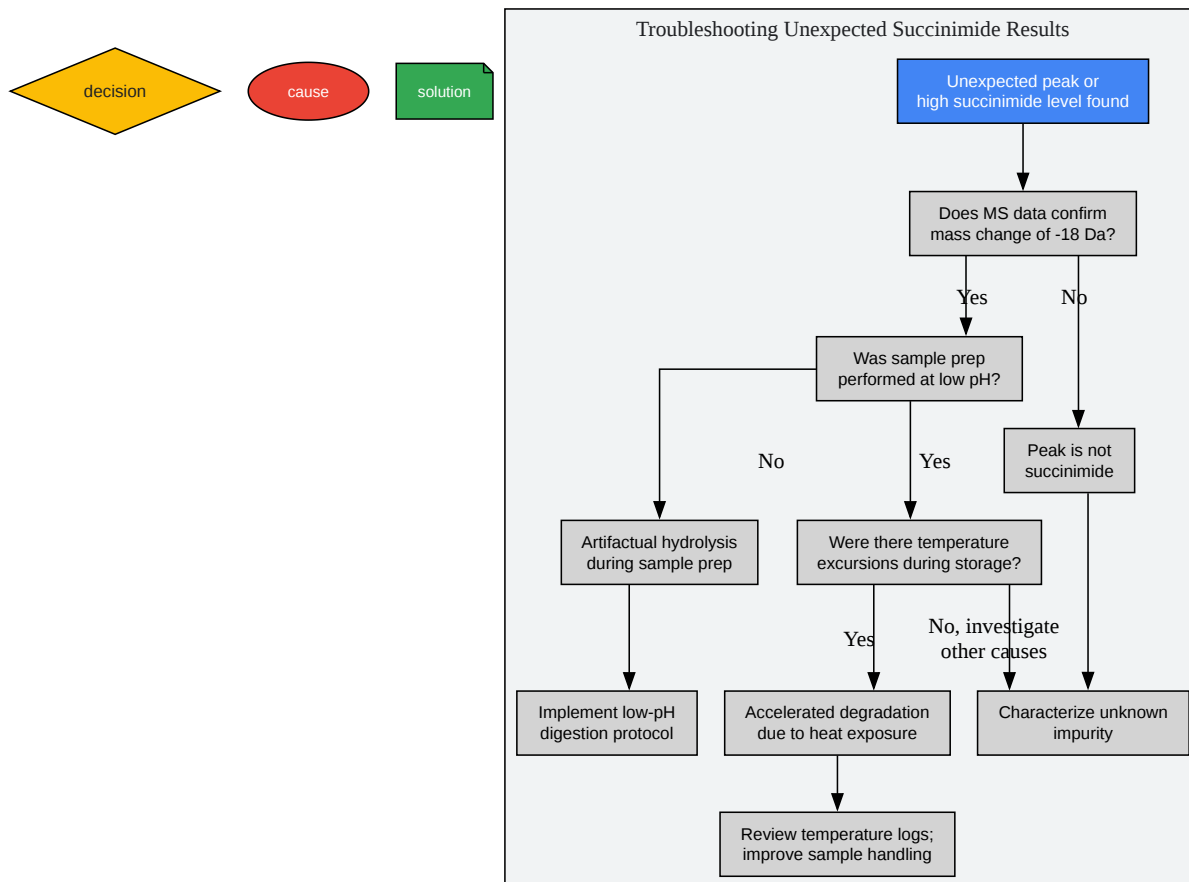 Troubleshooting Unexpected Succinimide Results
decision
cause
solution
Unexpected peak or
high succinimide level found
Does MS data confirm
mass change of -18 Da?
Yes
No
Was sample prep
performed at low pH?
No
Yes
Peak is not
succinimide
Artifactual hydrolysis
during sample prep
Were there temperature
excursions during storage?
Yes
No, investigate
other causes
Implement low-pH
digestion protocol
Accelerated degradation
due to heat exposure
Characterize unknown
impurity
Review temperature logs;
improve sample handling